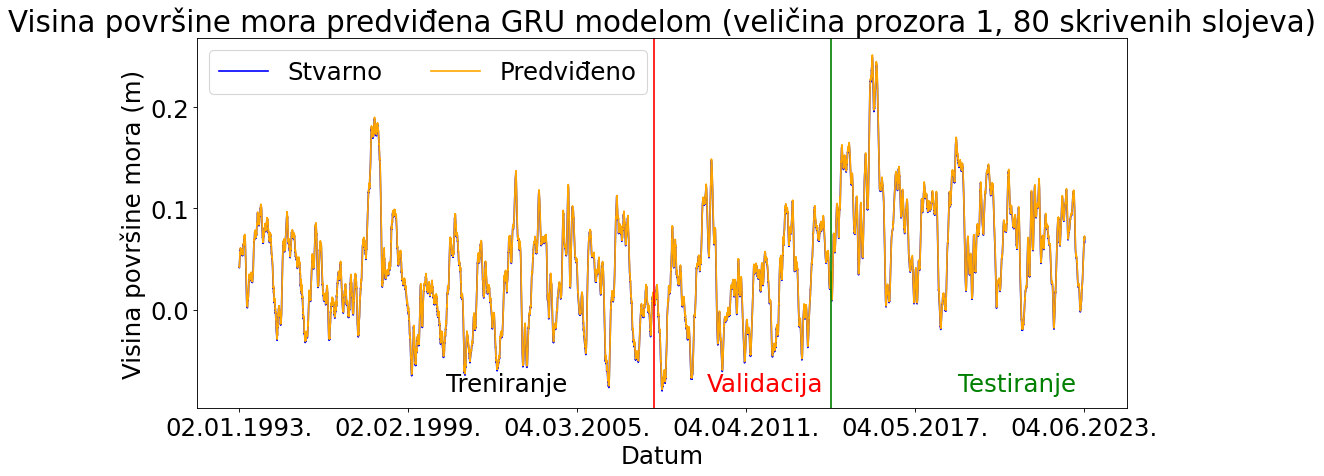 Visina površine mora predviđena GRU modelom (veličina prozora 1, 80 skrivenih slojeva)
Stvarno
Predviđeno
Visina površine mora (m)
0.2
0.1
0.0
Treniranje
Validacija
Testiranje
02.01.1993.
02.02.1999.
04.03.2005.
04.04.2011.
04.05.2017.
04.06.2023.
Datum